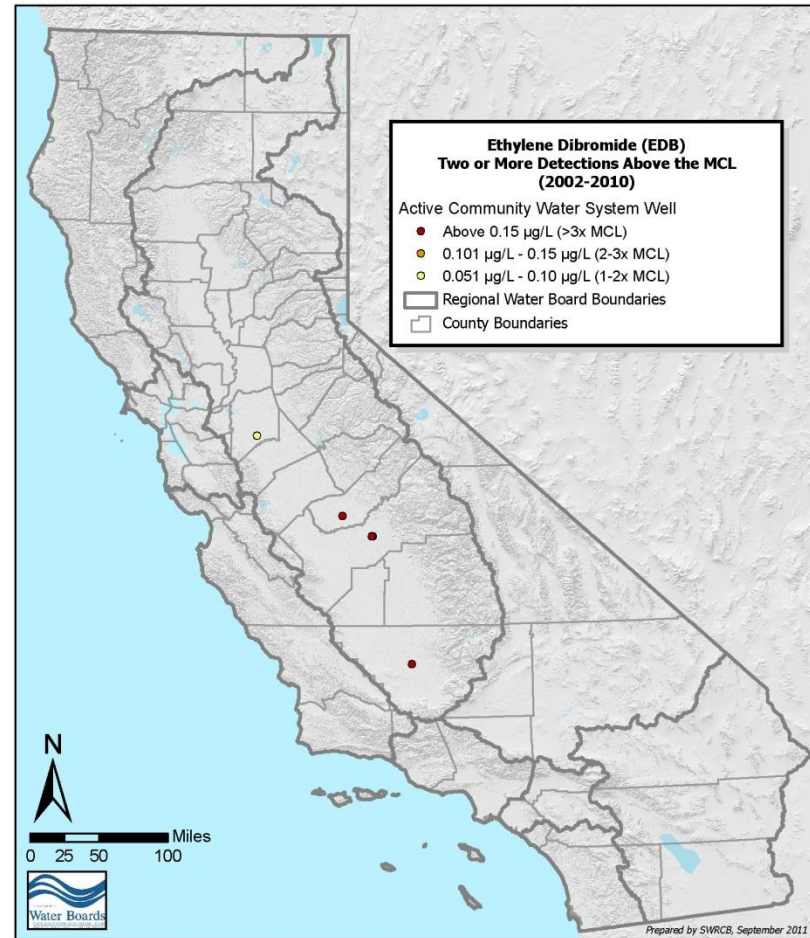 Ethylene Dibromide (EDB)
Two or More Detections Above the MCL
(2002-2010)
Active Community Water System Well
Above 0.15 µg/L (>3x MCL)
0.101 µg/L - 0.15 µg/L (2-3x MCL)
0.051 µg/L - 0.10 µg/L (1-2x MCL)
Regional Water Board Boundaries
County Boundaries
N
Miles
0 25 50 100
Water Boards
Prepared by SWRCB, September 2011